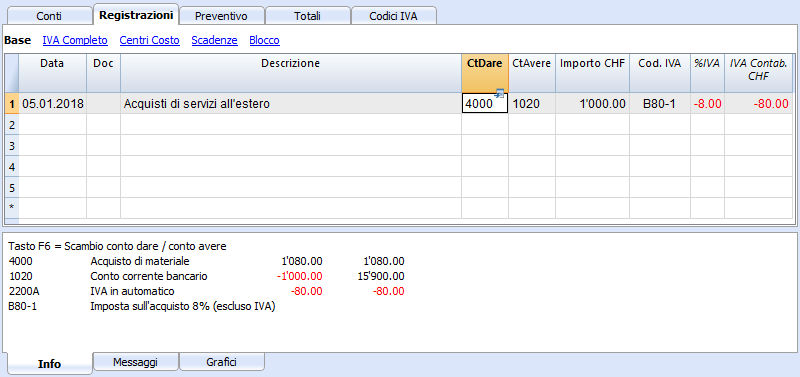 Conti Registrazioni Preventivo Totali Codici IVA
Base IVA Completo Centri Costo Scadenze Blocco
Data Doc Descrizione CtDare CtAvere Importo CHF Cod. IVA %IVA IVA Contab. CHF
1 05.01.2018 Acquisti di servizi all'estero 4000 1020 1'000.00 B80-1 -8.00 -80.00
2
3
4
5
*
Tasto F6 = Scambio conto dare / conto avere
4000 Acquisto di materiale 1'080.00 1'080.00
1020 Conto corrente bancario -1'000.00 15'900.00
2200A IVA in automatico -80.00 -80.00
B80-1 Imposta sull'acquisto 8% (escluso IVA)
Info Messaggi Grafici